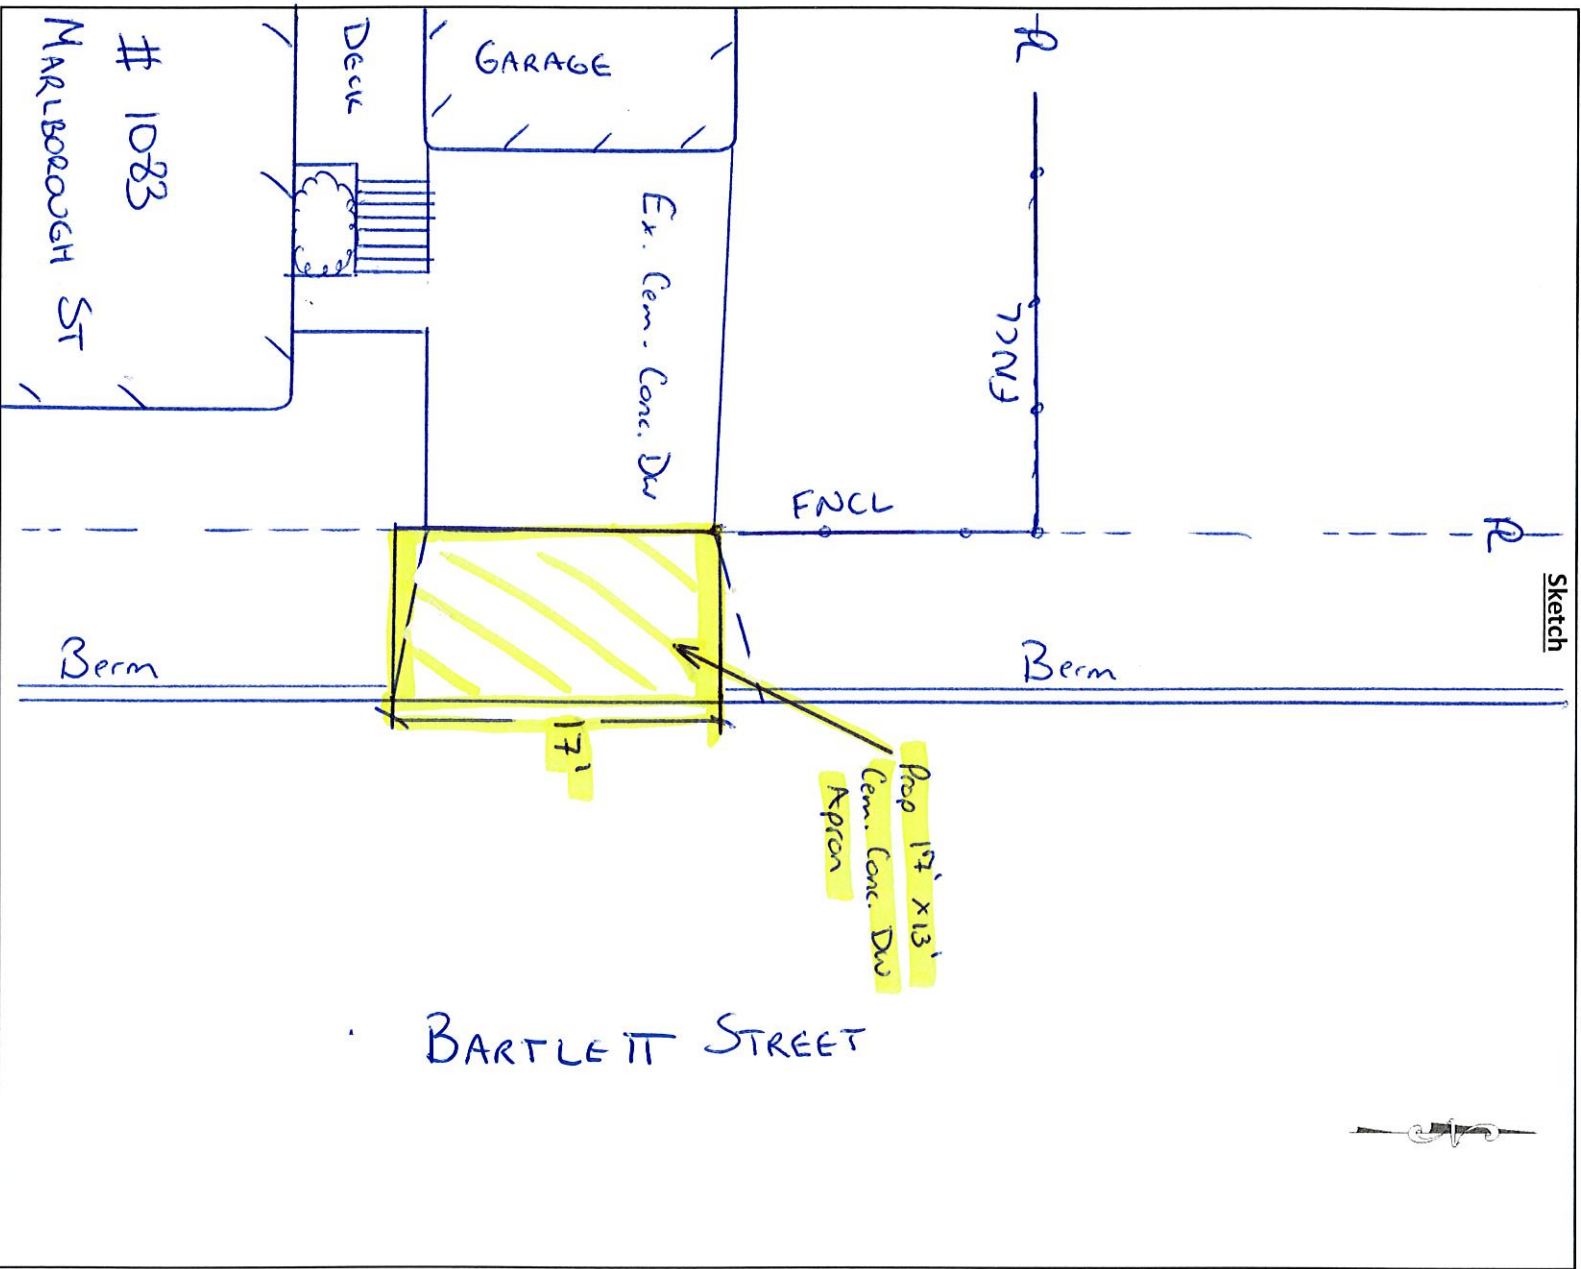 Sketch
# 1083
MARLBOROUGH ST
DECK
GARAGE
Ex. Cem. Conc. DW
FNCL
FNCL
Berm
Berm
17'
Prop 17' x 13'
Cem. Conc. DW
Apron
BARTLETT STREET